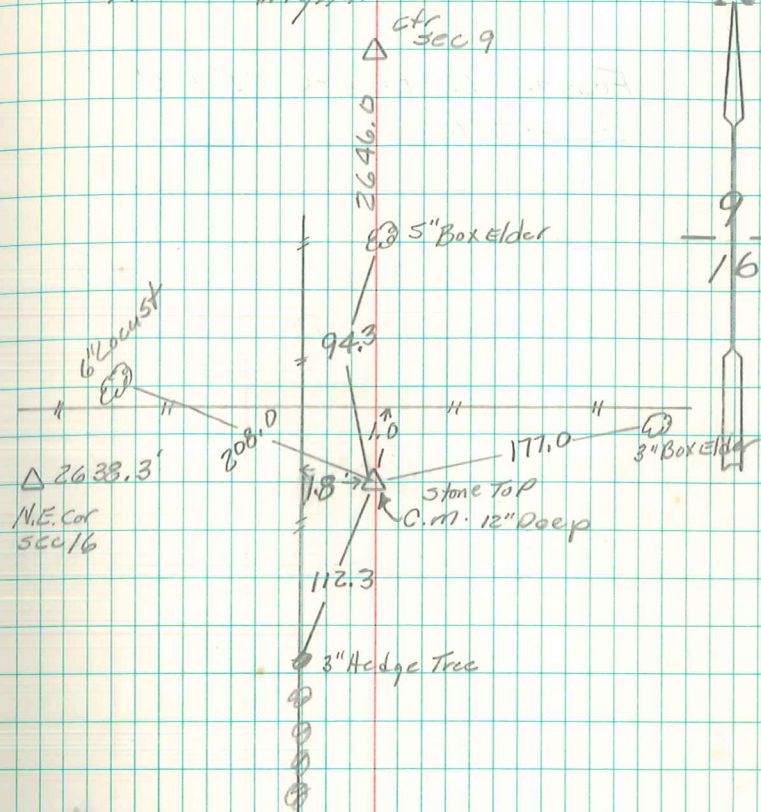 ctr
sec 9
2646.0
5" Box Elder
9
16
94.3
6" Locust
208.0
1.0
177.0
3" Box Elder
2638.3'
N.E. Cor
sec 16
1.8'
Stone Top
C.M. 12" Deep
112.3
3" Hedge Tree